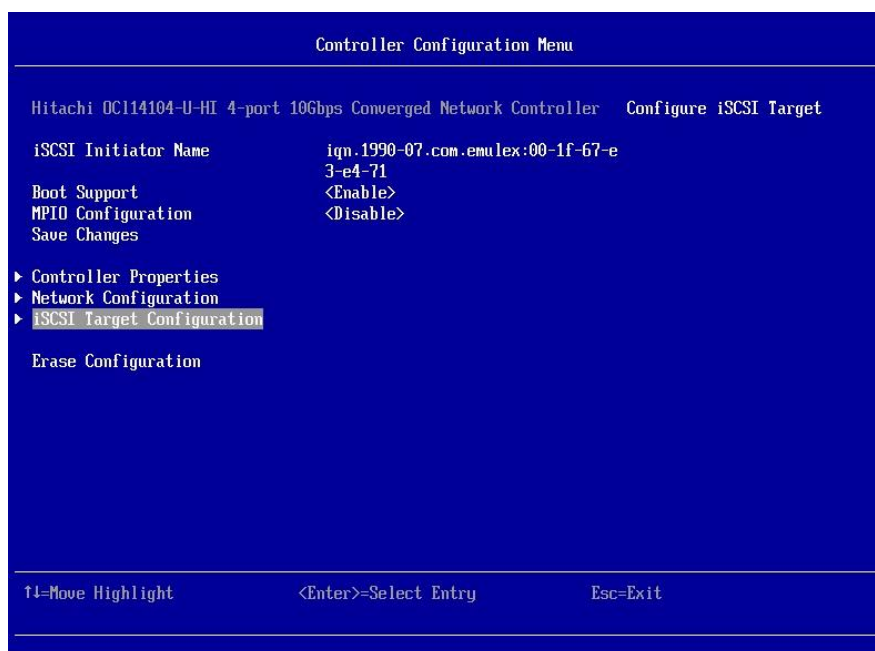 Controller Configuration Menu
Hitachi OCl14104-U-HI 4-port 10Gbps Converged Network Controller Configure iSCSI Target
iSCSI Initiator Name iqn.1990-07.com.emulex:00-1f-67-e
3-e4-71
Boot Support <Enable>
MPIO Configuration <Disable>
Save Changes
Controller Properties
Network Configuration
iSCSI Target Configuration
Erase Configuration
↑↓=Move Highlight <Enter>=Select Entry Esc=Exit